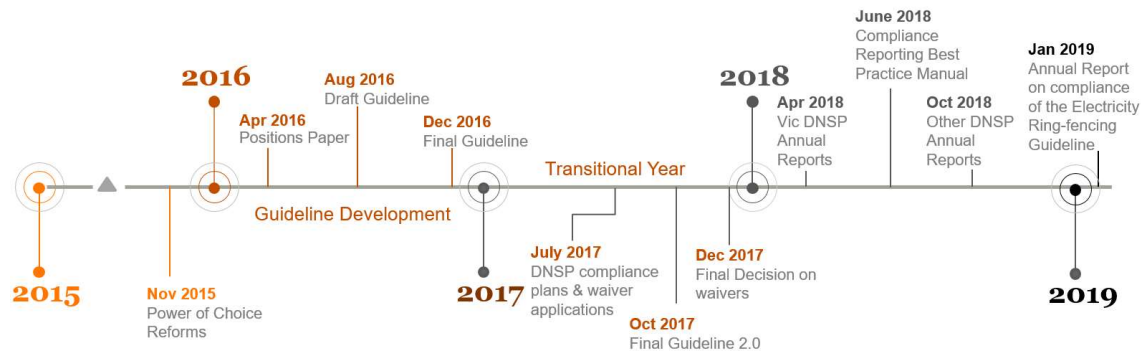 2015
Nov 2015
Power of Choice
Reforms
2016
Guideline Development
Apr 2016
Positions Paper
Aug 2016
Draft Guideline
Dec 2016
Final Guideline
2017
Transitional Year
July 2017
DNSP compliance
plans & waiver
applications
Oct 2017
Final Guideline 2.0
Dec 2017
Final Decision on
waivers
2018
Apr 2018
Vic DNSP
Annual
Reports
June 2018
Compliance
Reporting Best
Practice Manual
Oct 2018
Other DNSP
Annual
Reports
Jan 2019
Annual Report
on compliance
of the Electricity
Ring-fencing
Guideline
2019